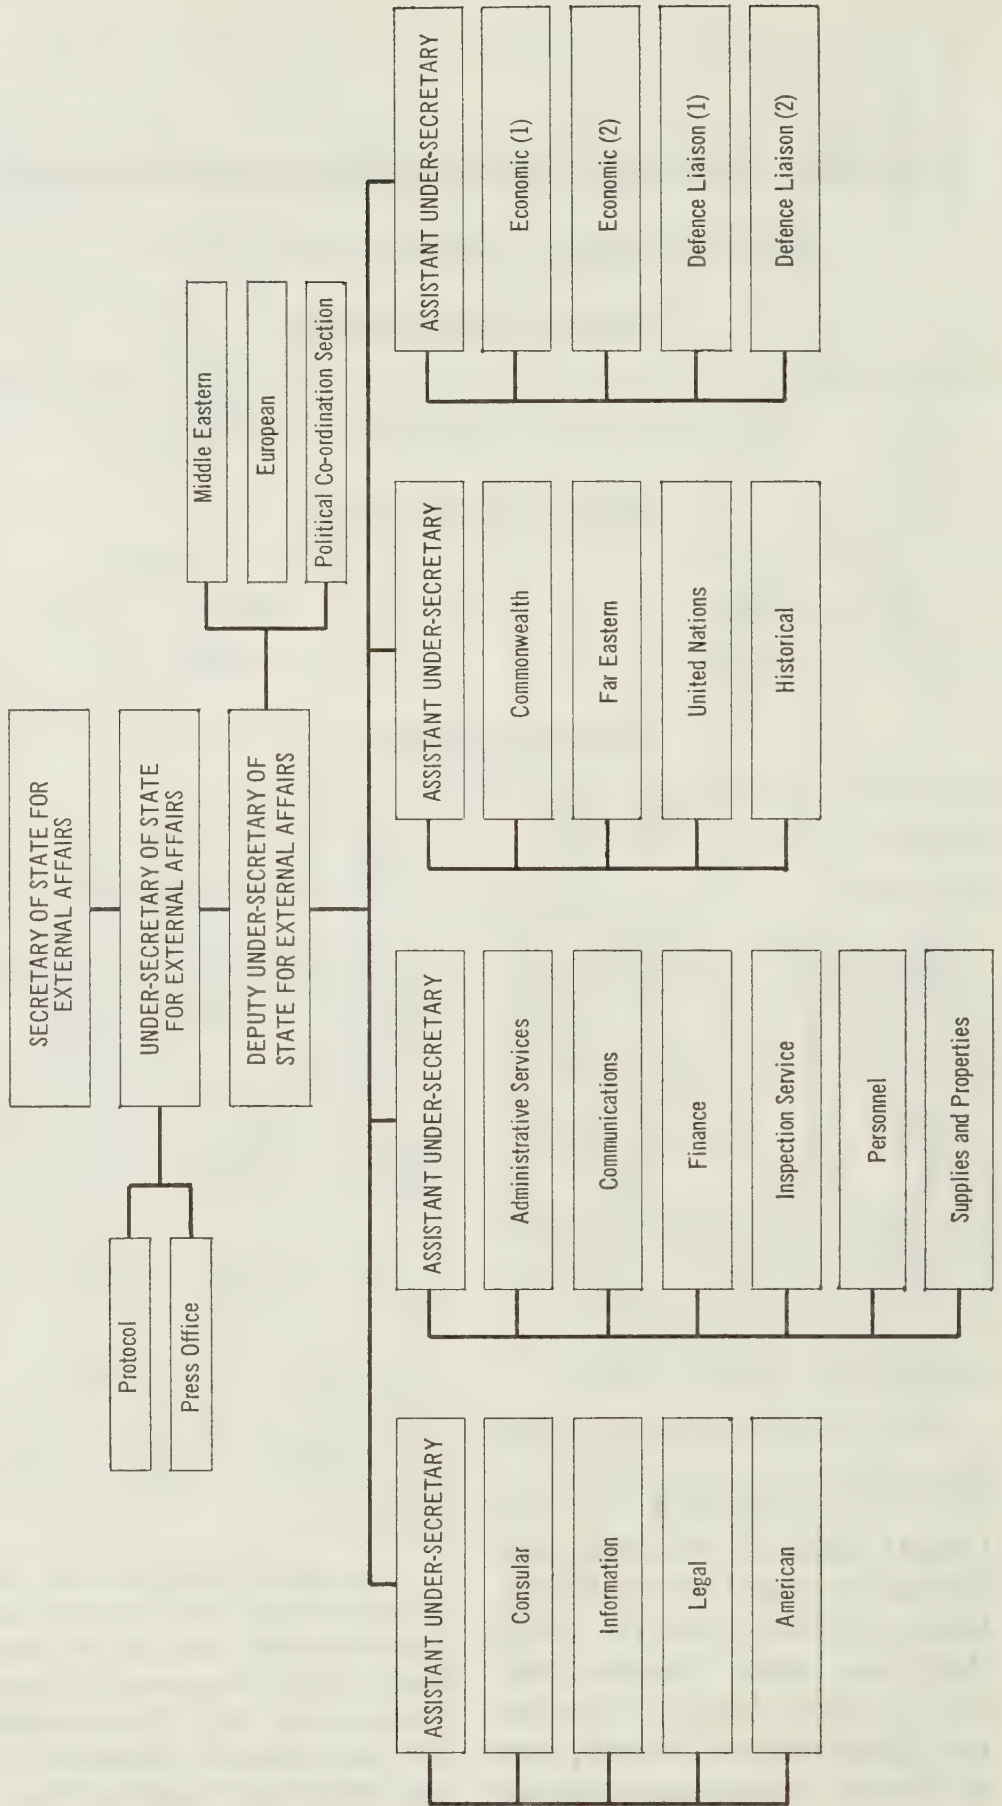 SECRETARY OF STATE FOR
EXTERNAL AFFAIRS
UNDER-SECRETARY OF STATE
FOR EXTERNAL AFFAIRS
Protocol
Press Office
DEPUTY UNDER-SECRETARY OF
STATE FOR EXTERNAL AFFAIRS
Middle Eastern
European
Political Co-ordination Section
ASSISTANT UNDER-SECRETARY
Consular
Information
Legal
American
ASSISTANT UNDER-SECRETARY
Administrative Services
Communications
Finance
Inspection Service
Personnel
Supplies and Properties
ASSISTANT UNDER-SECRETARY
Commonwealth
Far Eastern
United Nations
Historical
ASSISTANT UNDER-SECRETARY
Economic (1)
Economic (2)
Defence Liaison (1)
Defence Liaison (2)